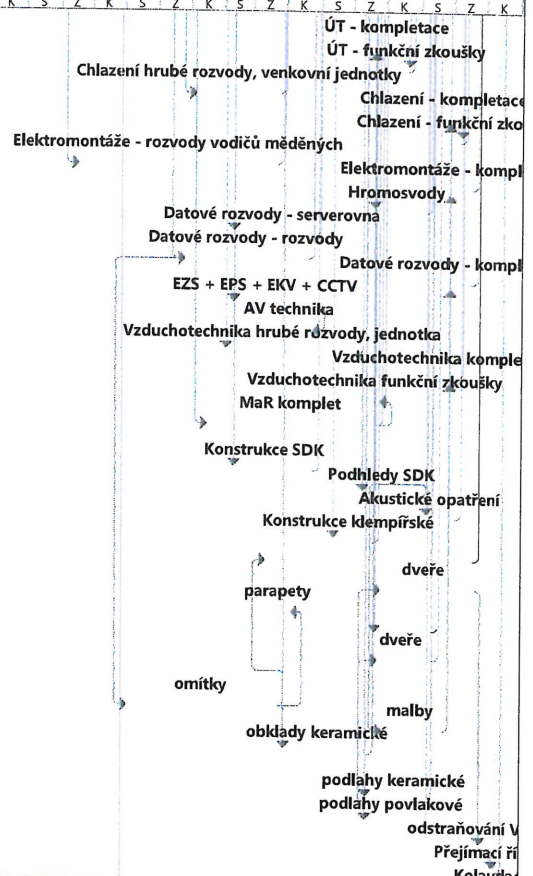 K S Z K S Z K S Z K S Z K S Z K
ÚT - kompletace
ÚT - funkční zkoušky
Chlazení hrubé rozvody, venkovní jednotky
Chlazení - kompletace
Chlazení - funkční zko
Elektromontáže - rozvody vodičů měděných
Elektromontáže - kompl
Hromosvody
Datové rozvody - serverovna
Datové rozvody - rozvody
Datové rozvody - kompl
EZS + EPS + EKV + CCTV
AV technika
Vzduchotechnika hrubé rozvody, jednotka
Vzduchotechnika komple
Vzduchotechnika funkční zkoušky
MaR komplet
Konstrukce SDK
Podhledy SDK
Akustické opatření
Konstrukce klempířské
dveře
parapety
dveře
omítky
malby
obklady keramické
podlahy keramické
podlahy povlakové
odstraňování V
Přejímací ří
Kolauda